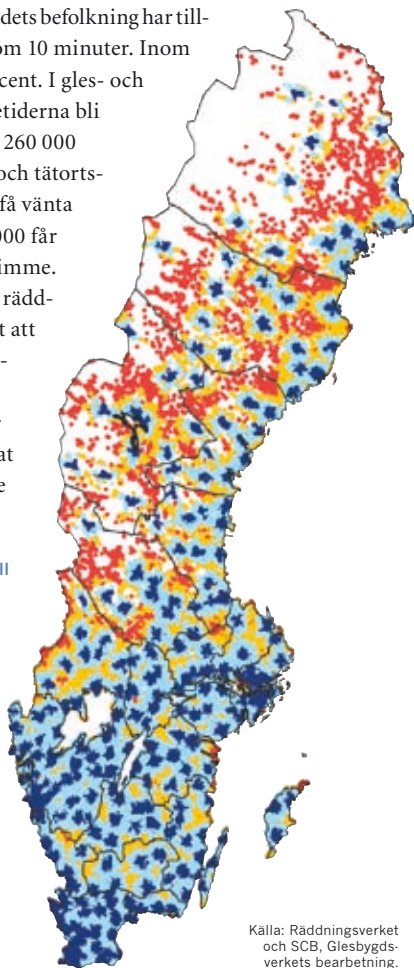 dets befolkning har till-
om 10 minuter. Inom
cent. I gles- och
etiderna bli
260 000
och tätorts-
få vänta
000 får
imme.
rädd-
t att
-
-
at
e
ll
Källa: Räddningsverket
och SCB, Glesbygds-
verkets bearbetning.